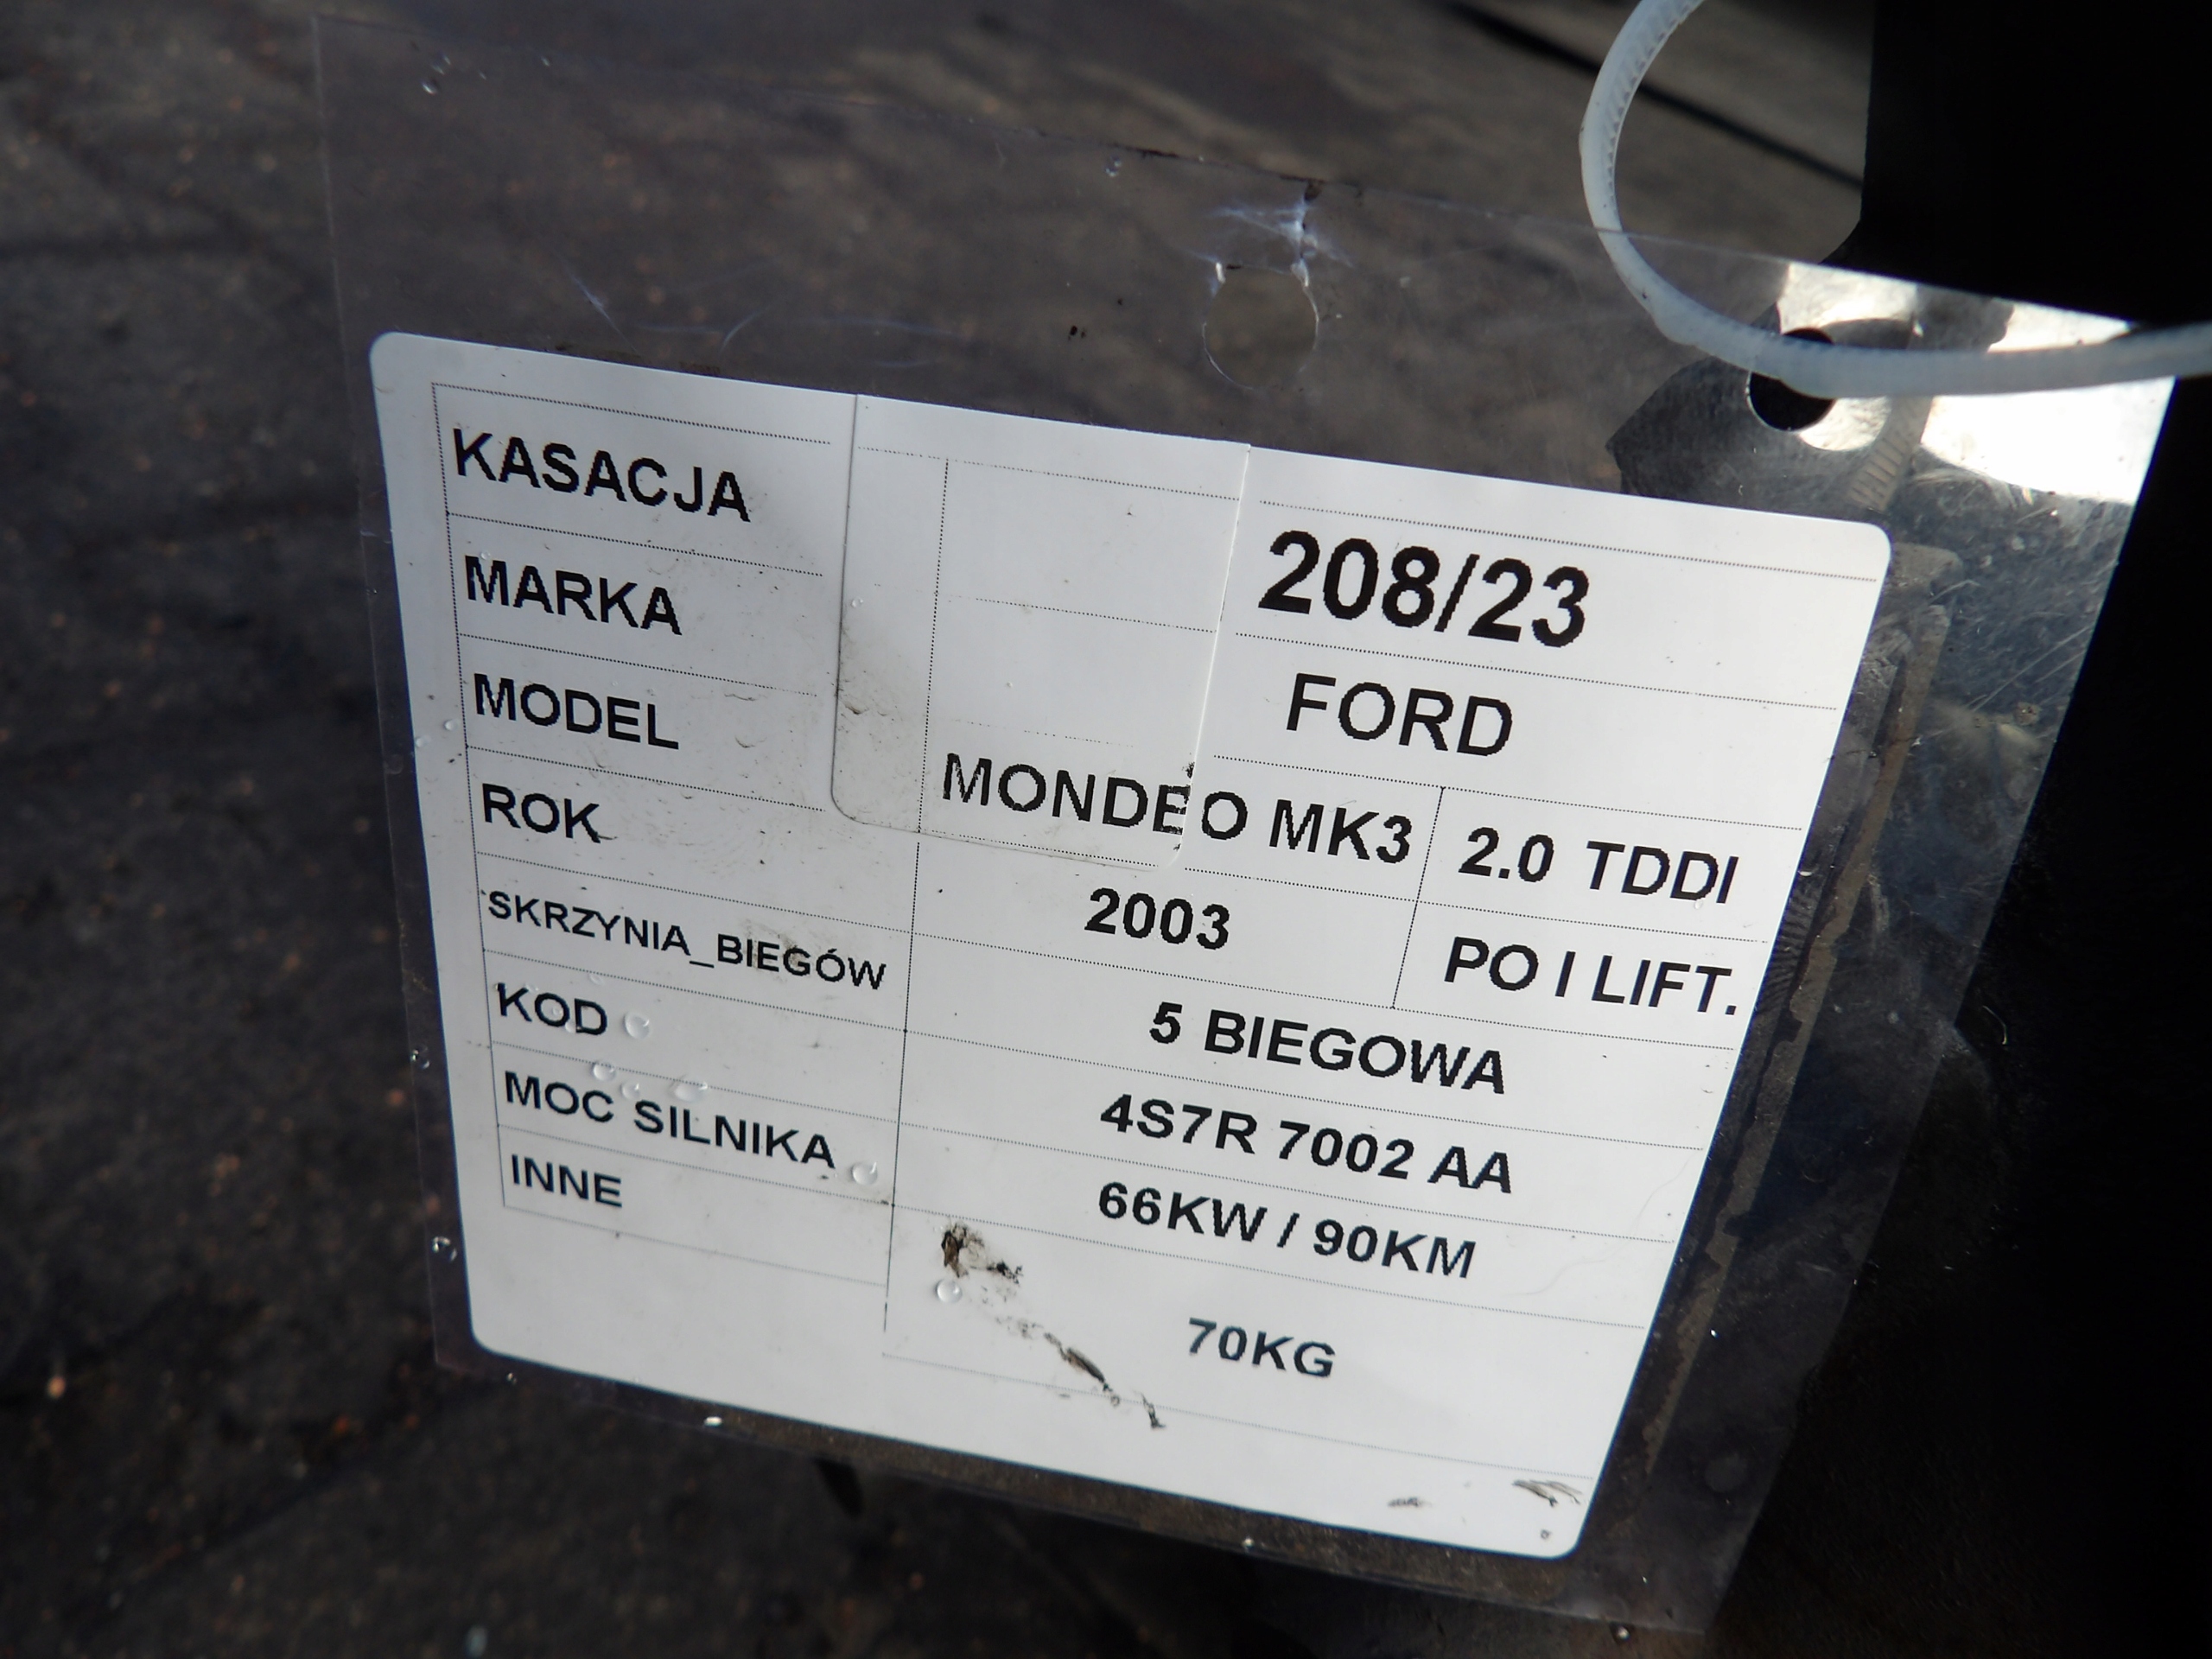 KASACJA 208/23
MARKA FORD
MODEL MONDEO MK3 2.0 TDDI
ROK 2003 PO I LIFT.
SKRZYNIA_BIEGÓW 5 BIEGOWA
KOD 4S7R 7002 AA
MOC SILNIKA 66KW / 90KM
INNE 70KG